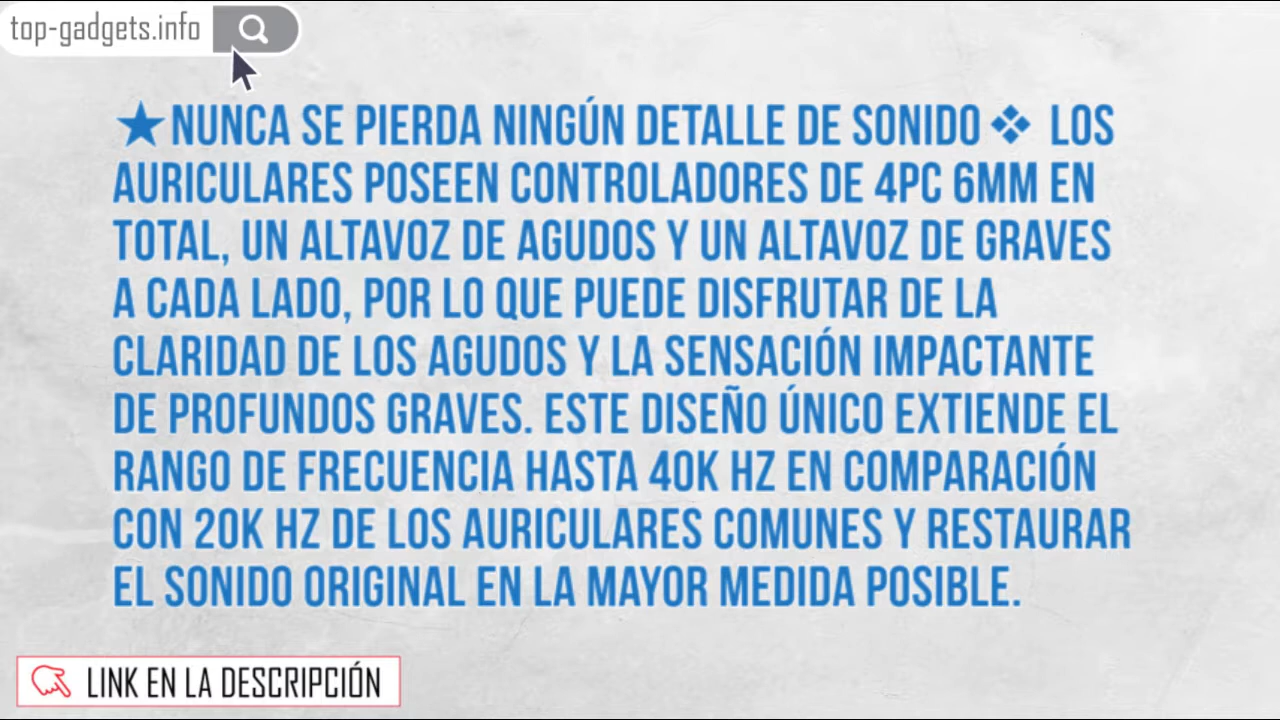 top-gadgets.info
★NUNCA SE PIERDA NINGÚN DETALLE DE SONIDO❖ LOS
AURICULARES POSEEN CONTROLADORES DE 4PC 6MM EN
TOTAL, UN ALTAVOZ DE AGUDOS Y UN ALTAVOZ DE GRAVES
A CADA LADO, POR LO QUE PUEDE DISFRUTAR DE LA
CLARIDAD DE LOS AGUDOS Y LA SENSACIÓN IMPACTANTE
DE PROFUNDOS GRAVES. ESTE DISEÑO ÚNICO EXTIENDE EL
RANGO DE FRECUENCIA HASTA 40K HZ EN COMPARACIÓN
CON 20K HZ DE LOS AURICULARES COMUNES Y RESTAURAR
EL SONIDO ORIGINAL EN LA MAYOR MEDIDA POSIBLE.
LINK EN LA DESCRIPCIÓN